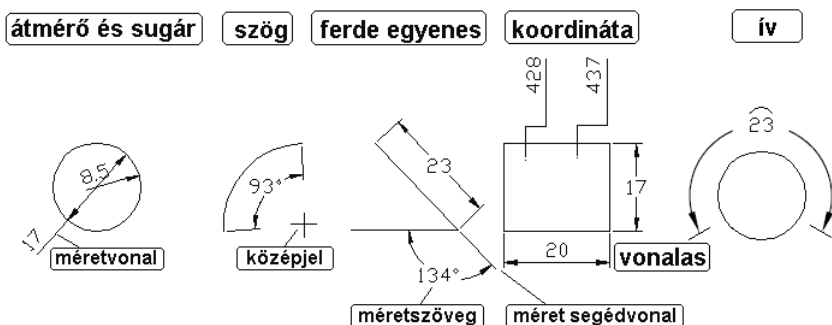 átmérő és sugár
szög
ferde egyenes
koordináta
ív
428
437
23
8.5
93°
23
17
17
20
134°
méretvonal
középjel
vonalas
méretszöveg
méret segédvonal